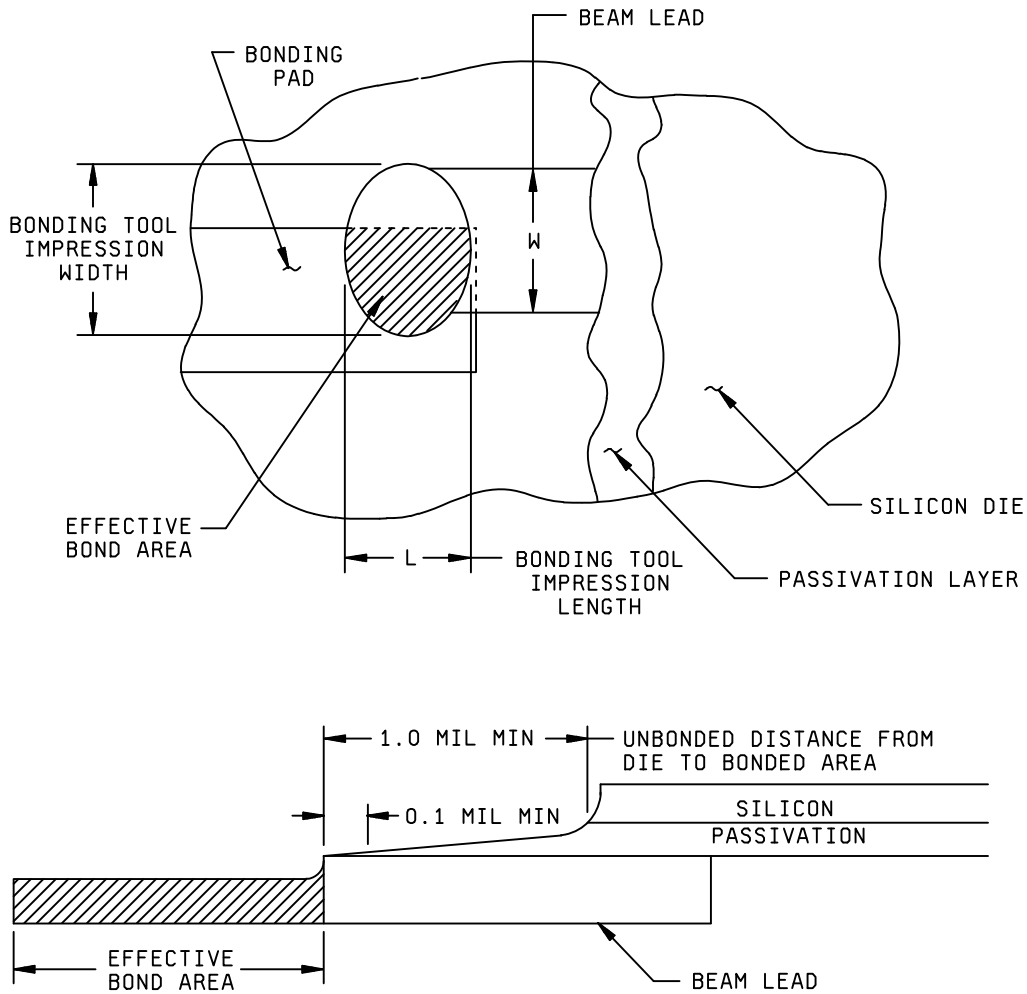 BEAM LEAD
BONDING
PAD
BONDING TOOL
IMPRESSION
WIDTH
W
SILICON DIE
EFFECTIVE
BOND AREA
L
BONDING TOOL
IMPRESSION
LENGTH
PASSIVATION LAYER
1.0 MIL MIN
UNBONDED DISTANCE FROM
DIE TO BONDED AREA
0.1 MIL MIN
SILICON
PASSIVATION
EFFECTIVE
BOND AREA
BEAM LEAD